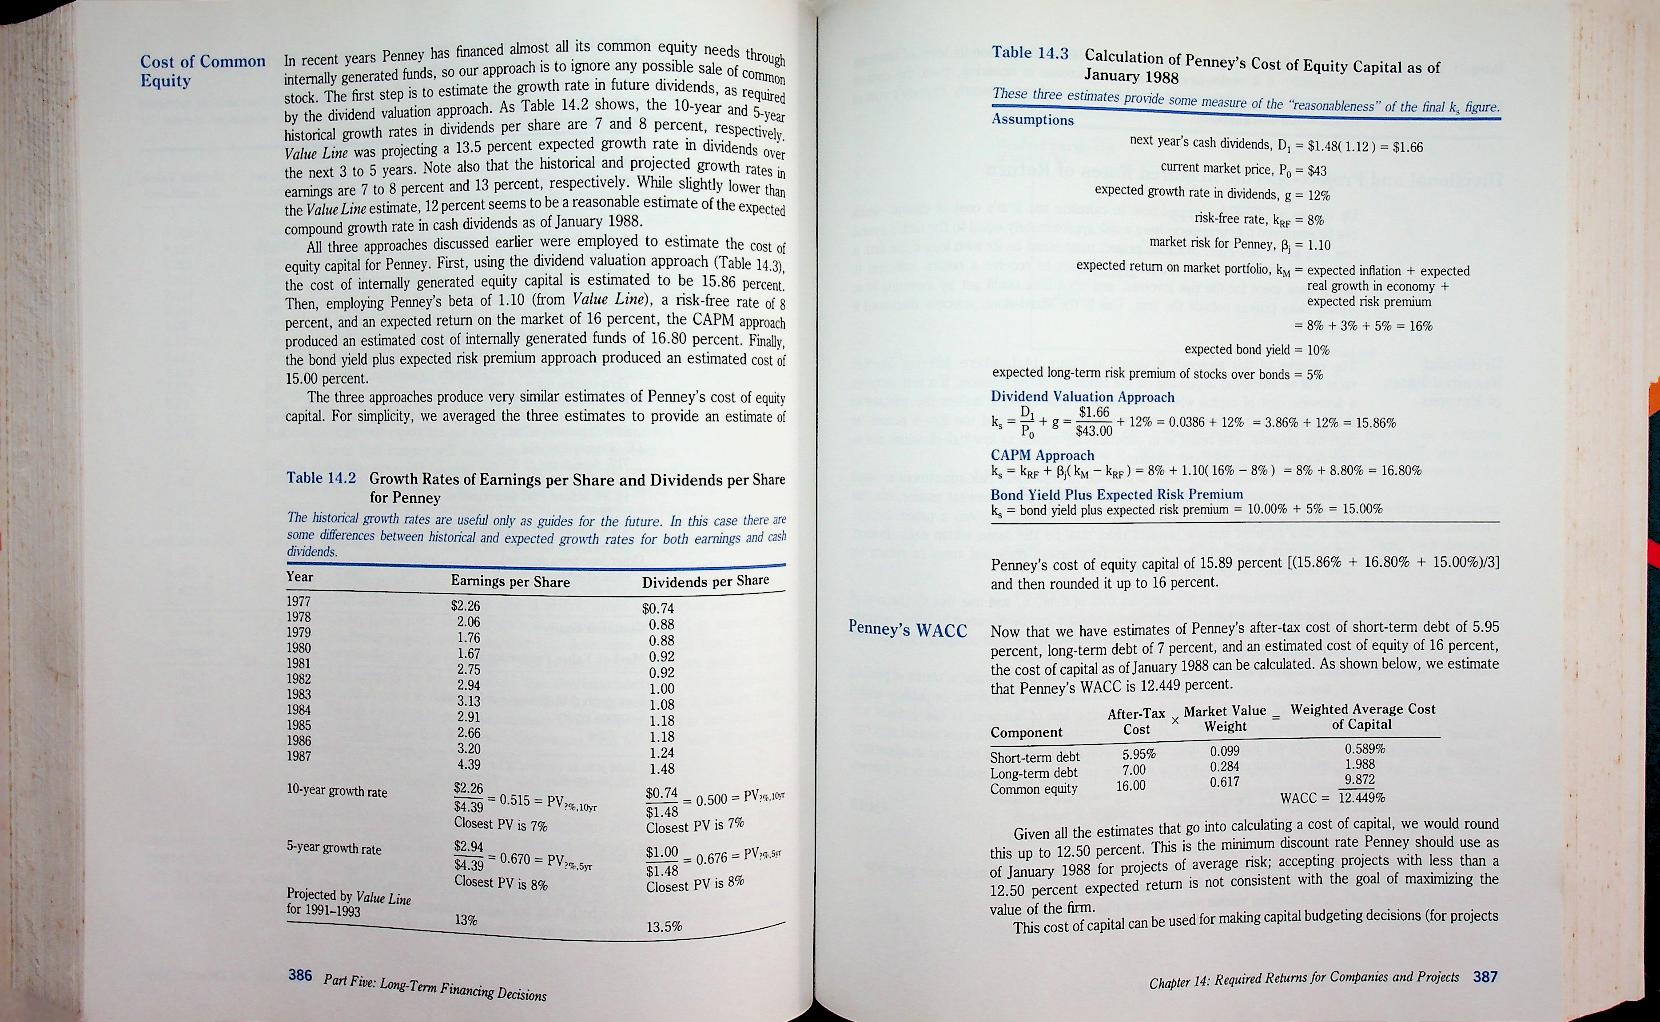 Cost of Common
Equity
In recent years Penney has financed almost all its common equity needs through
internally generated funds, so our approach is to ignore any possible sale of common
stock. The first step is to estimate the growth rate in future dividends, as required
by the dividend valuation approach. As Table 14.2 shows, the 10-year and 5-year
historical growth rates in dividends per share are 7 and 8 percent, respectively.
Value Line was projecting a 13.5 percent expected growth rate in dividends over
the next 3 to 5 years. Note also that the historical and projected growth rates in
earnings are 7 to 8 percent and 13 percent, respectively. While slightly lower than
the Value Line estimate, 12 percent seems to be a reasonable estimate of the expected
compound growth rate in cash dividends as of January 1988.
All three approaches discussed earlier were employed to estimate the cost of
equity capital for Penney. First, using the dividend valuation approach (Table 14.3),
the cost of internally generated equity capital is estimated to be 15.86 percent.
Then, employing Penney's beta of 1.10 (from Value Line), a risk-free rate of 8
percent, and an expected return on the market of 16 percent, the CAPM approach
produced an estimated cost of internally generated funds of 16.80 percent. Finally,
the bond yield plus expected risk premium approach produced an estimated cost of
15.00 percent.
The three approaches produce very similar estimates of Penney's cost of equity
capital. For simplicity, we averaged the three estimates to provide an estimate of
Table 14.2 Growth Rates of Earnings per Share and Dividends per Share
for Penney
The historical growth rates are useful only as guides for the future. In this case there are
some differences between historical and expected growth rates for both earnings and cash
dividends.
Year Earnings per Share Dividends per Share
1977 $2.26 $0.74
1978 2.06 0.88
1979 1.76 0.88
1980 1.67 0.92
1981 2.75 0.92
1982 2.94 1.00
1983 3.13 1.08
1984 2.91 1.18
1985 2.66 1.18
1986 3.20 1.24
1987 4.39 1.48
10-year growth rate $2.26/$4.39 = 0.515 = PV?%,10yr $0.74/$1.48 = 0.500 = PV?%,10yr
Closest PV is 7% Closest PV is 7%
5-year growth rate $2.94/$4.39 = 0.670 = PV?%,5yr $1.00/$1.48 = 0.676 = PV?%,5yr
Closest PV is 8% Closest PV is 8%
Projected by Value Line
for 1991–1993 13% 13.5%
386 Part Five: Long-Term Financing Decisions
Table 14.3 Calculation of Penney's Cost of Equity Capital as of
January 1988
These three estimates provide some measure of the "reasonableness" of the final ks figure.
Assumptions
next year's cash dividends, D1 = $1.48( 1.12 ) = $1.66
current market price, P0 = $43
expected growth rate in dividends, g = 12%
risk-free rate, kRF = 8%
market risk for Penney, βj = 1.10
expected return on market portfolio, kM = expected inflation + expected
real growth in economy +
expected risk premium
= 8% + 3% + 5% = 16%
expected bond yield = 10%
expected long-term risk premium of stocks over bonds = 5%
Dividend Valuation Approach
ks = D1/P0 + g = $1.66/$43.00 + 12% = 0.0386 + 12% = 3.86% + 12% = 15.86%
CAPM Approach
ks = kRF + βj( kM − kRF ) = 8% + 1.10( 16% − 8% ) = 8% + 8.80% = 16.80%
Bond Yield Plus Expected Risk Premium
ks = bond yield plus expected risk premium = 10.00% + 5% = 15.00%
Penney's cost of equity capital of 15.89 percent [(15.86% + 16.80% + 15.00%)/3]
and then rounded it up to 16 percent.
Penney's WACC
Now that we have estimates of Penney's after-tax cost of short-term debt of 5.95
percent, long-term debt of 7 percent, and an estimated cost of equity of 16 percent,
the cost of capital as of January 1988 can be calculated. As shown below, we estimate
that Penney's WACC is 12.449 percent.
After-Tax × Market Value = Weighted Average Cost
Component Cost Weight of Capital
Short-term debt 5.95% 0.099 0.589%
Long-term debt 7.00 0.284 1.988
Common equity 16.00 0.617 9.872
WACC = 12.449%
Given all the estimates that go into calculating a cost of capital, we would round
this up to 12.50 percent. This is the minimum discount rate Penney should use as
of January 1988 for projects of average risk; accepting projects with less than a
12.50 percent expected return is not consistent with the goal of maximizing the
value of the firm.
This cost of capital can be used for making capital budgeting decisions (for projects
Chapter 14: Required Returns for Companies and Projects 387